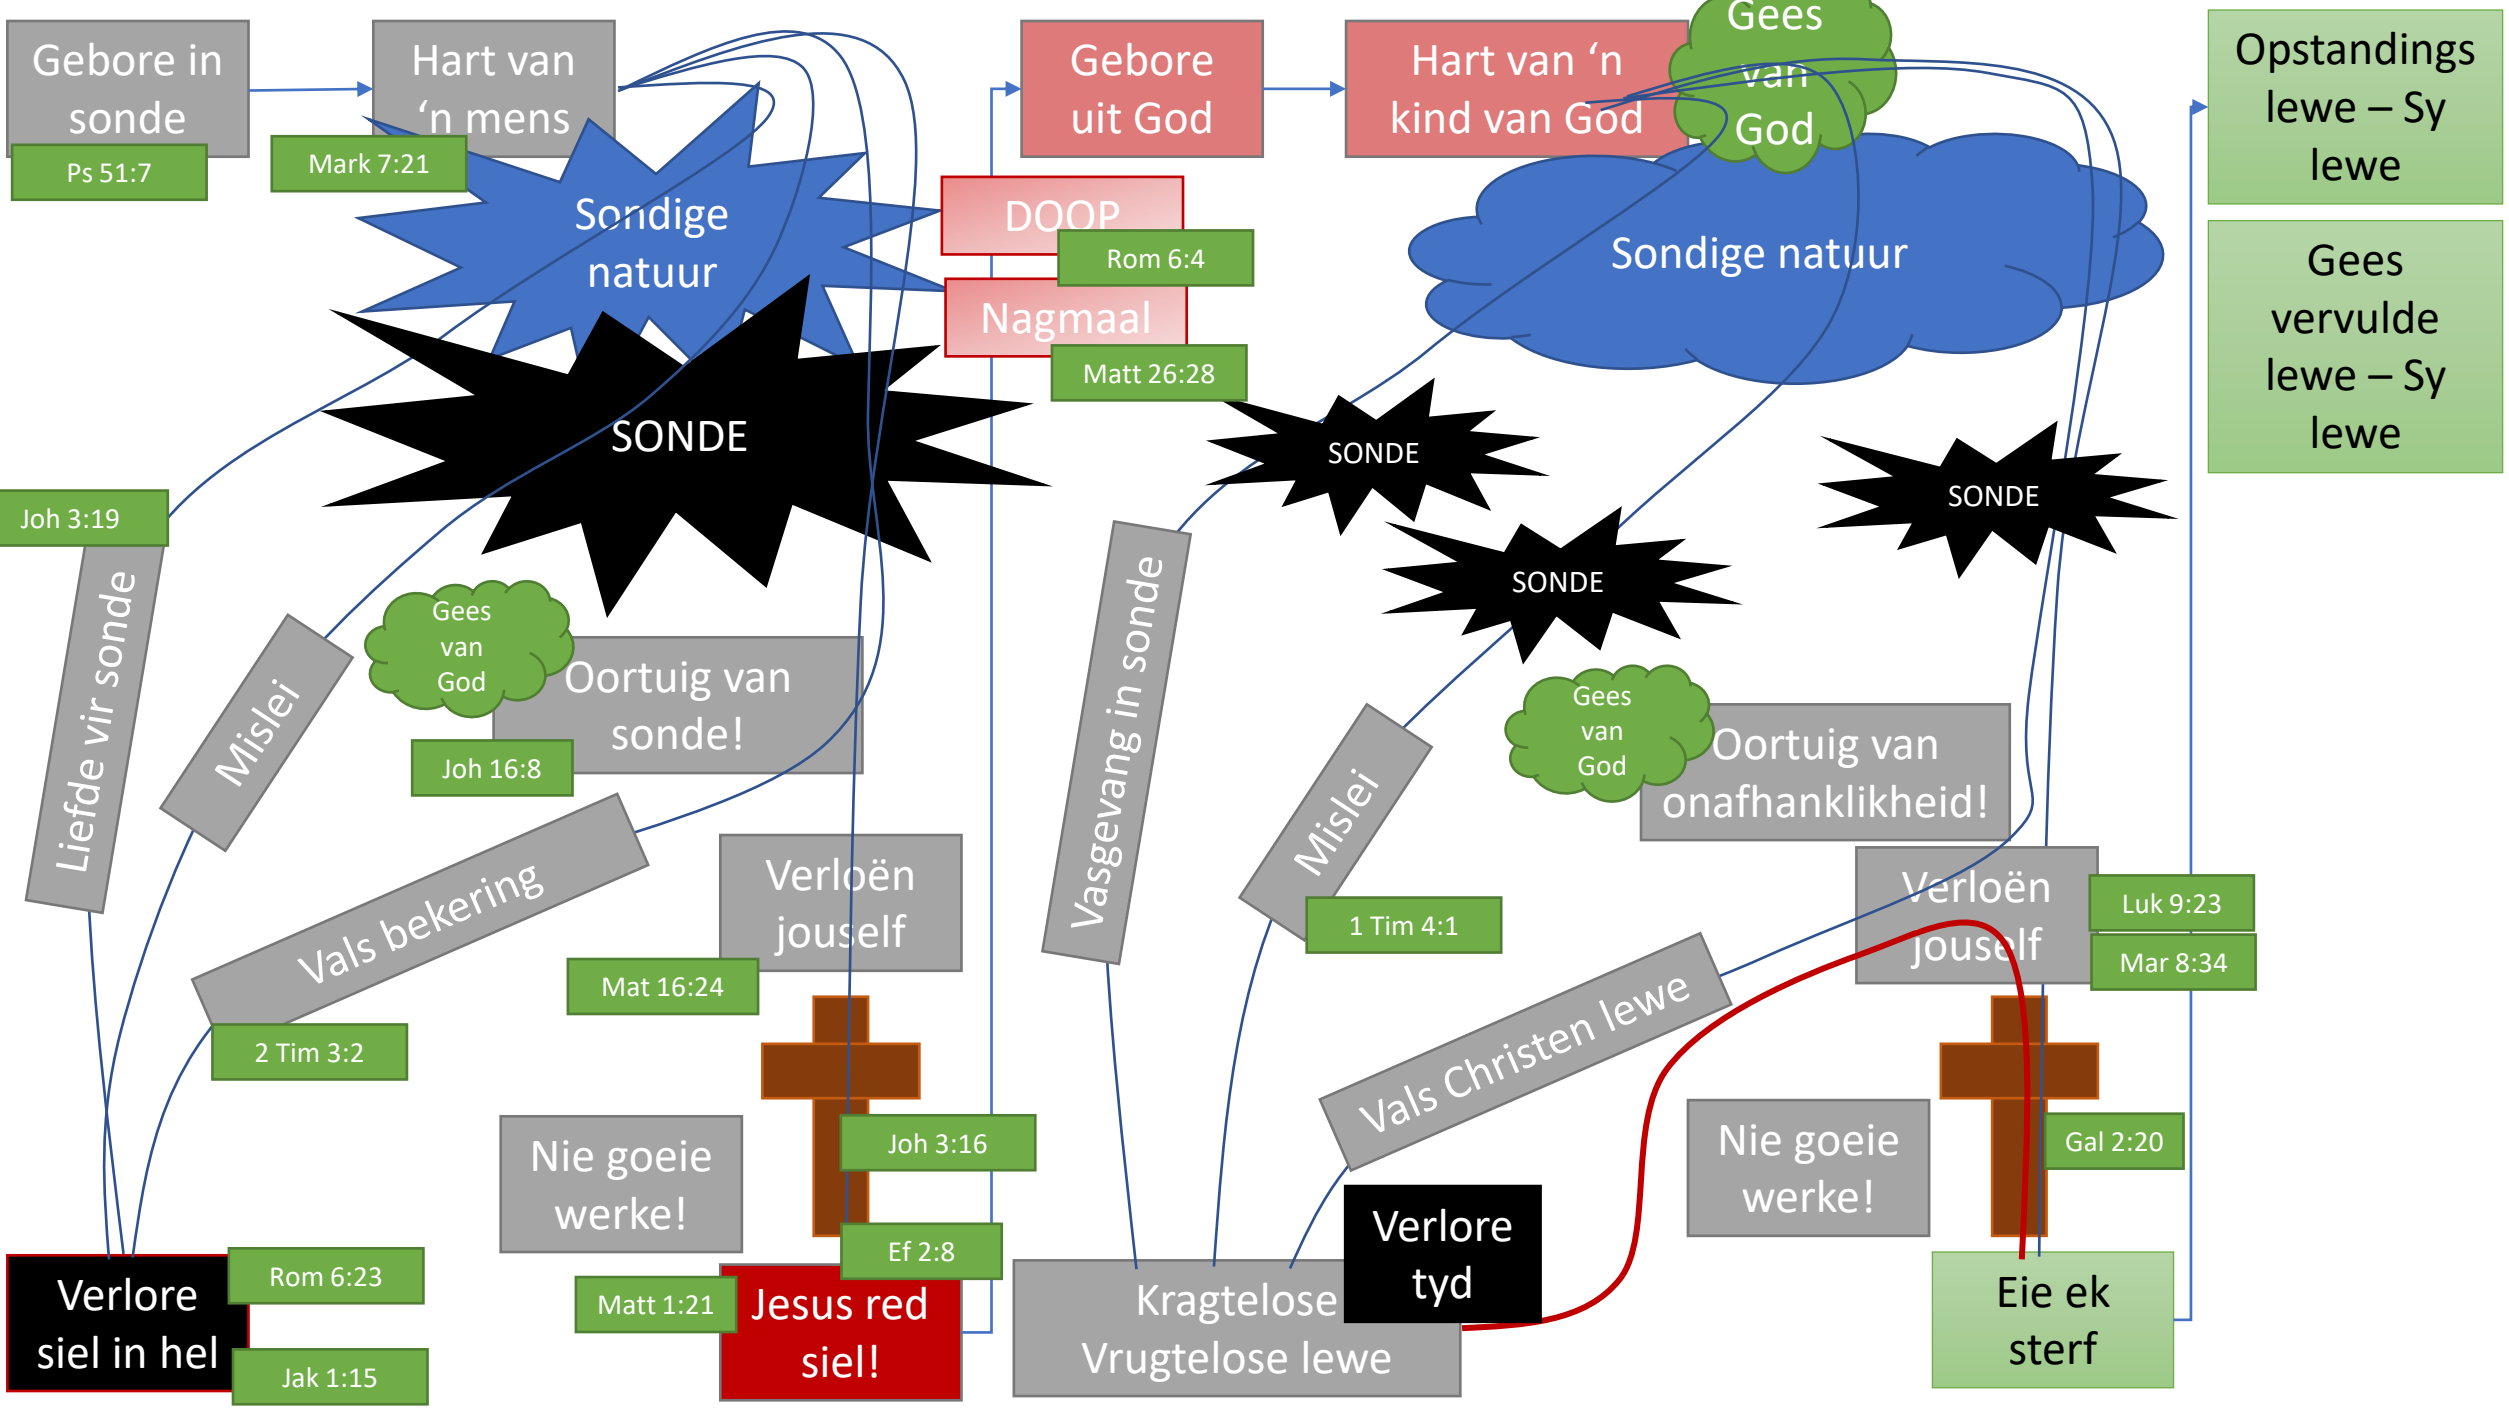 Gebore in
sonde
Ps 51:7
Hart van
‘n mens
Mark 7:21
Sondige
natuur
SONDE
DOOP
Rom 6:4
Nagmaal
Matt 26:28
Joh 3:19
Liefde vir sonde
Mislei
Gees
van
God
Oortuig van
sonde!
Joh 16:8
Vals bekering
2 Tim 3:2
Verloën
jouself
Mat 16:24
Nie goeie
werke!
Joh 3:16
Ef 2:8
Verlore
siel in hel
Rom 6:23
Jak 1:15
Matt 1:21
Jesus red
siel!
Gebore
uit God
Hart van ‘n
kind van God
Gees
van
God
Sondige natuur
SONDE
SONDE
SONDE
Vasgevang in sonde
Mislei
1 Tim 4:1
Gees
van
God
Oortuig van
onafhanklikheid!
Vals Christen lewe
Verloën
jouself
Luk 9:23
Mar 8:34
Nie goeie
werke!
Gal 2:20
Verlore
tyd
Kragtelose
Vrugtelose lewe
Eie ek
sterf
Opstandings
lewe – Sy
lewe
Gees
vervulde
lewe – Sy
lewe